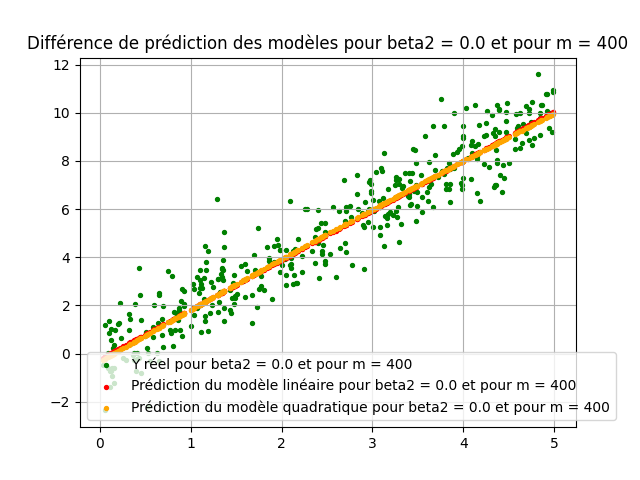 Différence de prédiction des modèles pour beta2 = 0.0 et pour m = 400
12
10
8
6
4
2
0
−2
Y réel pour beta2 = 0.0 et pour m = 400
Prédiction du modèle linéaire pour beta2 = 0.0 et pour m = 400
Prédiction du modèle quadratique pour beta2 = 0.0 et pour m = 400
0 1 2 3 4 5